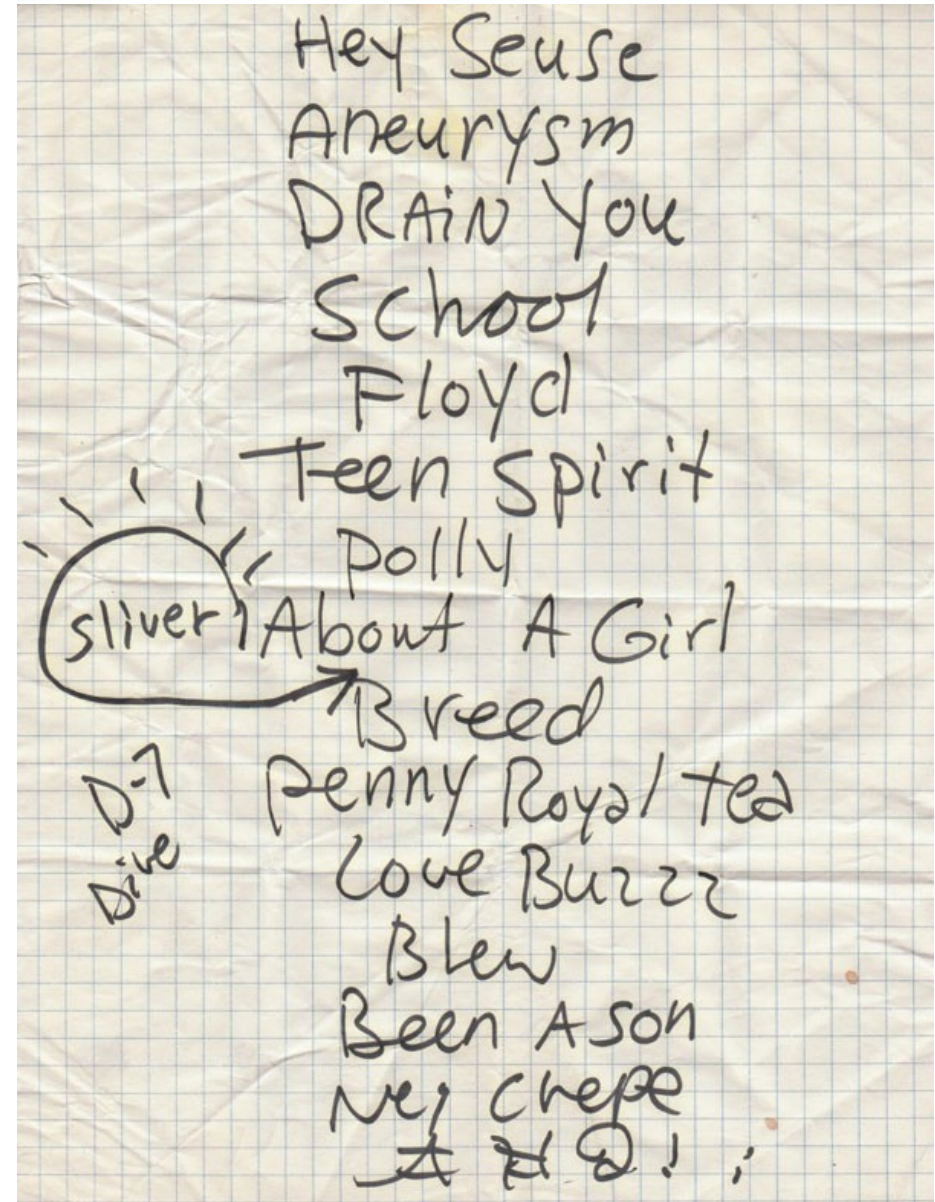 Hey Seuse
Aneurysm
DRAiN You
School
Floyd
Teen Spirit
Polly
sliver
About A Girl
Breed
D-7
Penny Royal tea
Dive
Love Buzzz
Blew
Been A Son
Neg Crepe